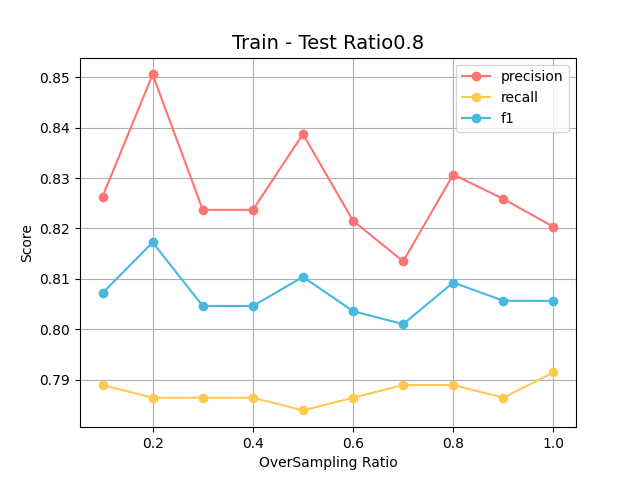 Train - Test Ratio0.8
precision
recall
f1
Score
0.85
0.84
0.83
0.82
0.81
0.80
0.79
0.2 0.4 0.6 0.8 1.0
OverSampling Ratio